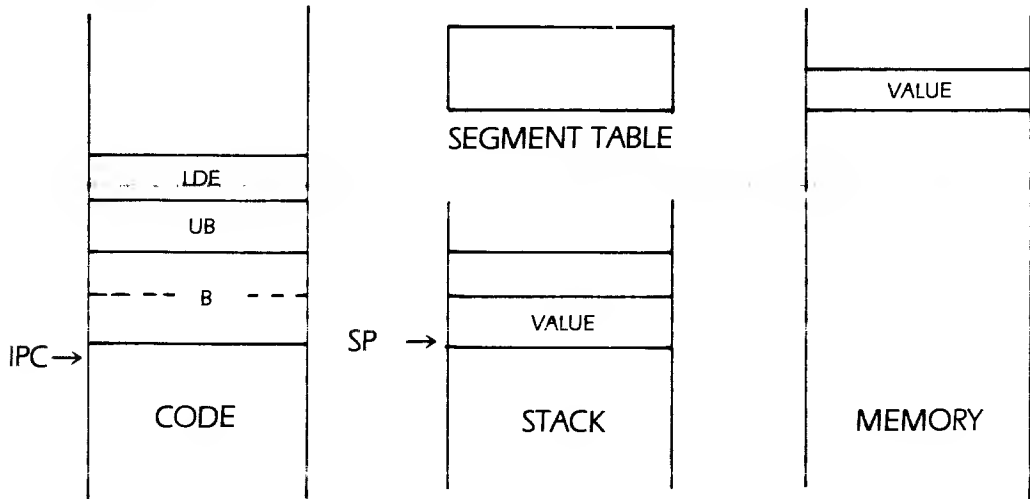 LDE
UB
B
IPC→
CODE
SEGMENT TABLE
VALUE
SP →
STACK
VALUE
MEMORY